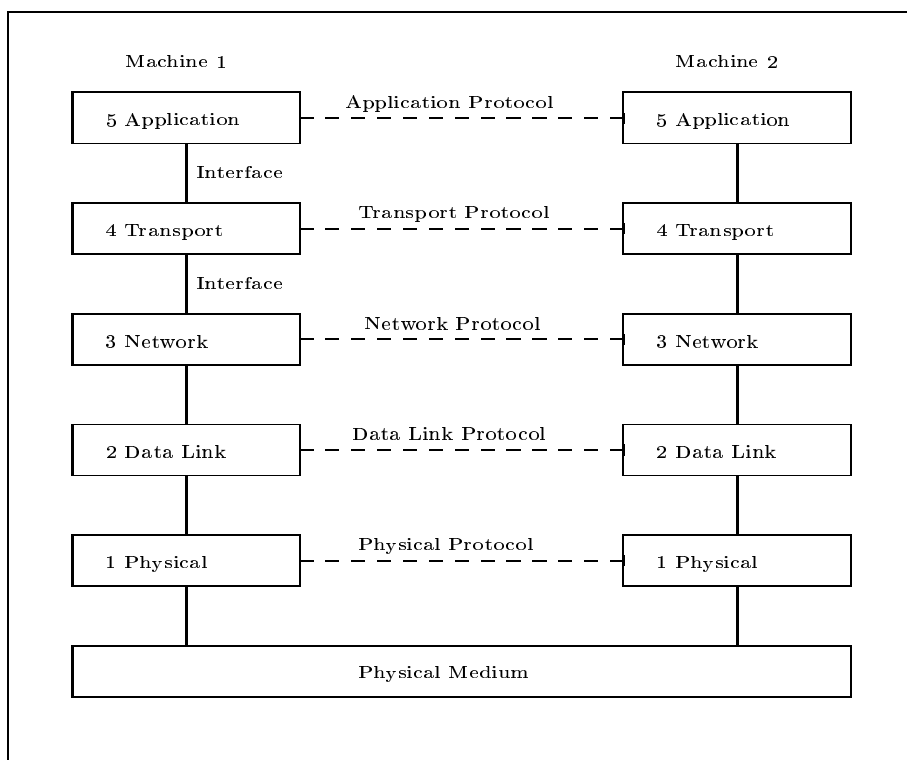 Machine 1
Machine 2
5 Application
Application Protocol
5 Application
Interface
4 Transport
Transport Protocol
4 Transport
Interface
3 Network
Network Protocol
3 Network
2 Data Link
Data Link Protocol
2 Data Link
1 Physical
Physical Protocol
1 Physical
Physical Medium